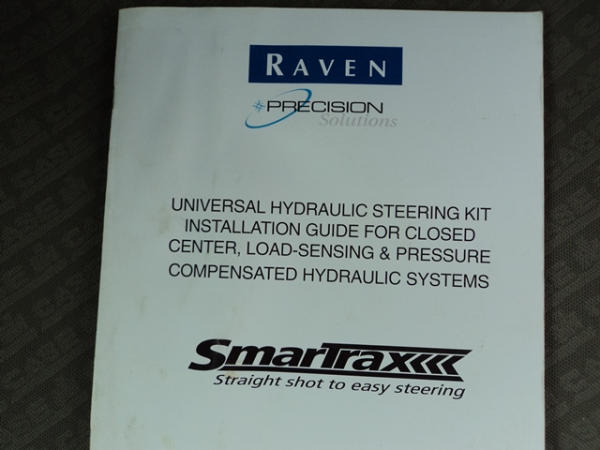 RAVEN
PRECISION
Solutions
UNIVERSAL HYDRAULIC STEERING KIT
INSTALLATION GUIDE FOR CLOSED
CENTER, LOAD-SENSING & PRESSURE
COMPENSATED HYDRAULIC SYSTEMS
SmarTrax
Straight shot to easy steering